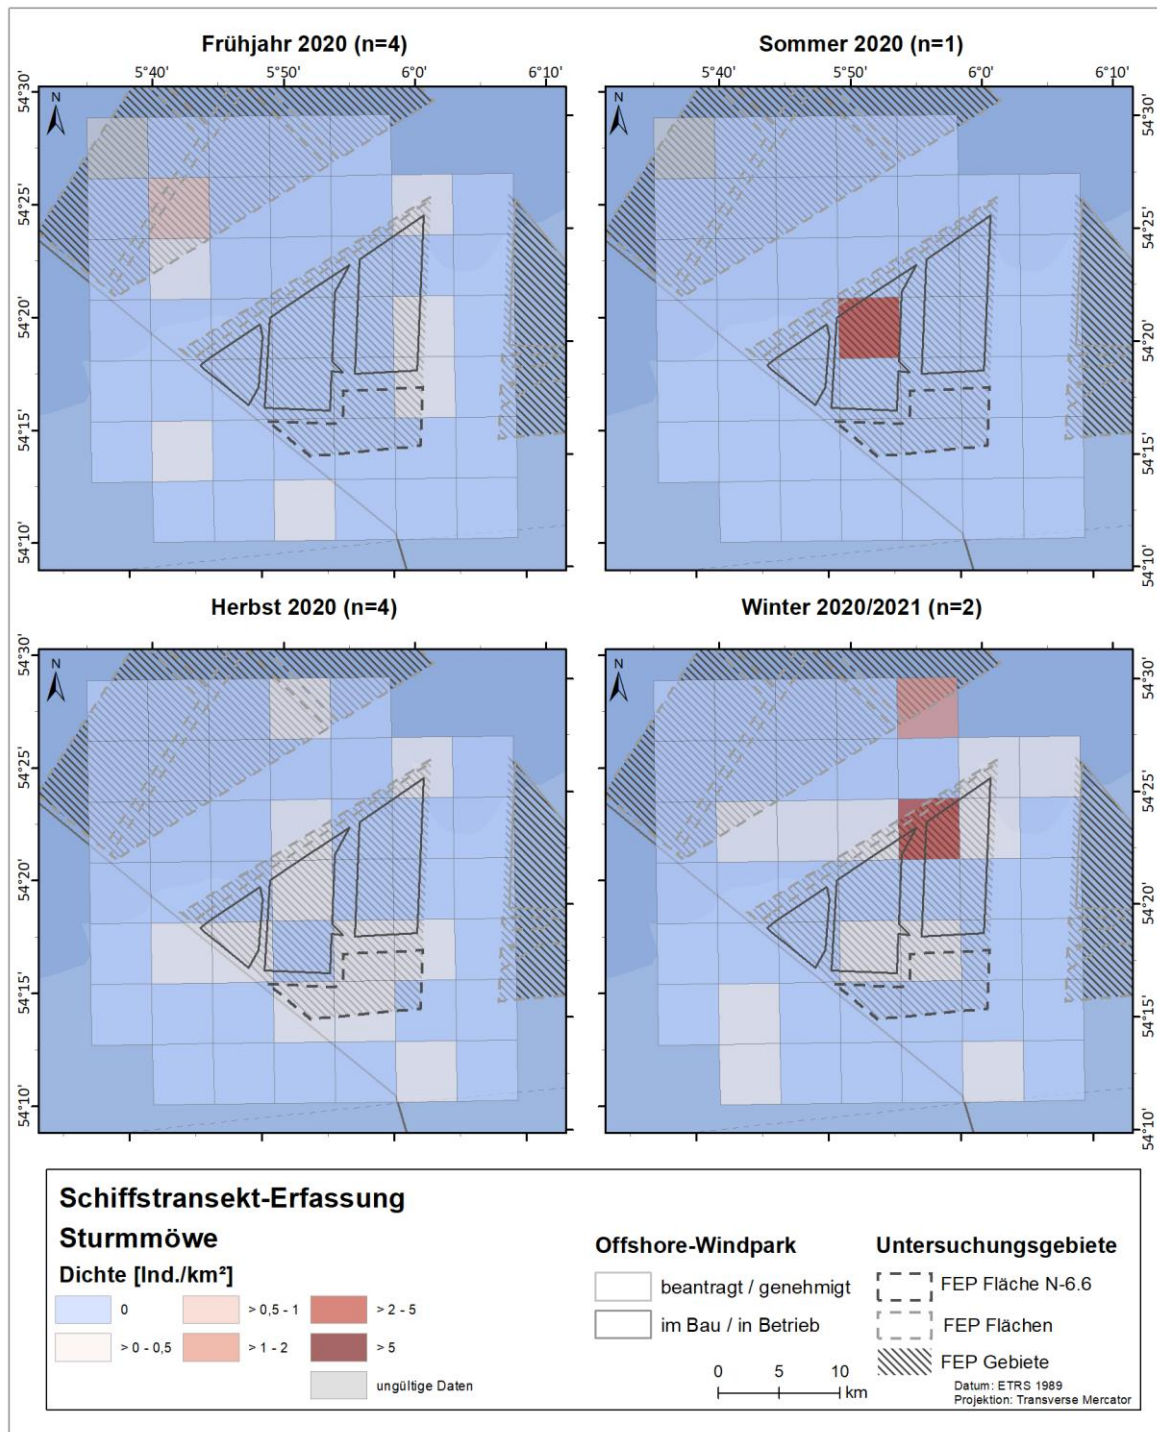 Frühjahr 2020 (n=4)
Sommer 2020 (n=1)
5°40' 5°50' 6°0' 6°10'
5°40' 5°50' 6°0' 6°10'
N
N
54°30'
54°25'
54°20'
54°15'
54°10'
54°30'
54°25'
54°20'
54°15'
54°10'
Herbst 2020 (n=4)
Winter 2020/2021 (n=2)
N
N
54°30'
54°25'
54°20'
54°15'
54°10'
54°30'
54°25'
54°20'
54°15'
54°10'
Schiffstransekt-Erfassung
Sturmmöwe
Dichte [Ind./km²]
0
> 0 - 0,5
> 0,5 - 1
> 1 - 2
> 2 - 5
> 5
ungültige Daten
Offshore-Windpark
beantragt / genehmigt
im Bau / in Betrieb
0 5 10
km
Untersuchungsgebiete
FEP Fläche N-6.6
FEP Flächen
FEP Gebiete
Datum: ETRS 1989
Projektion: Transverse Mercator